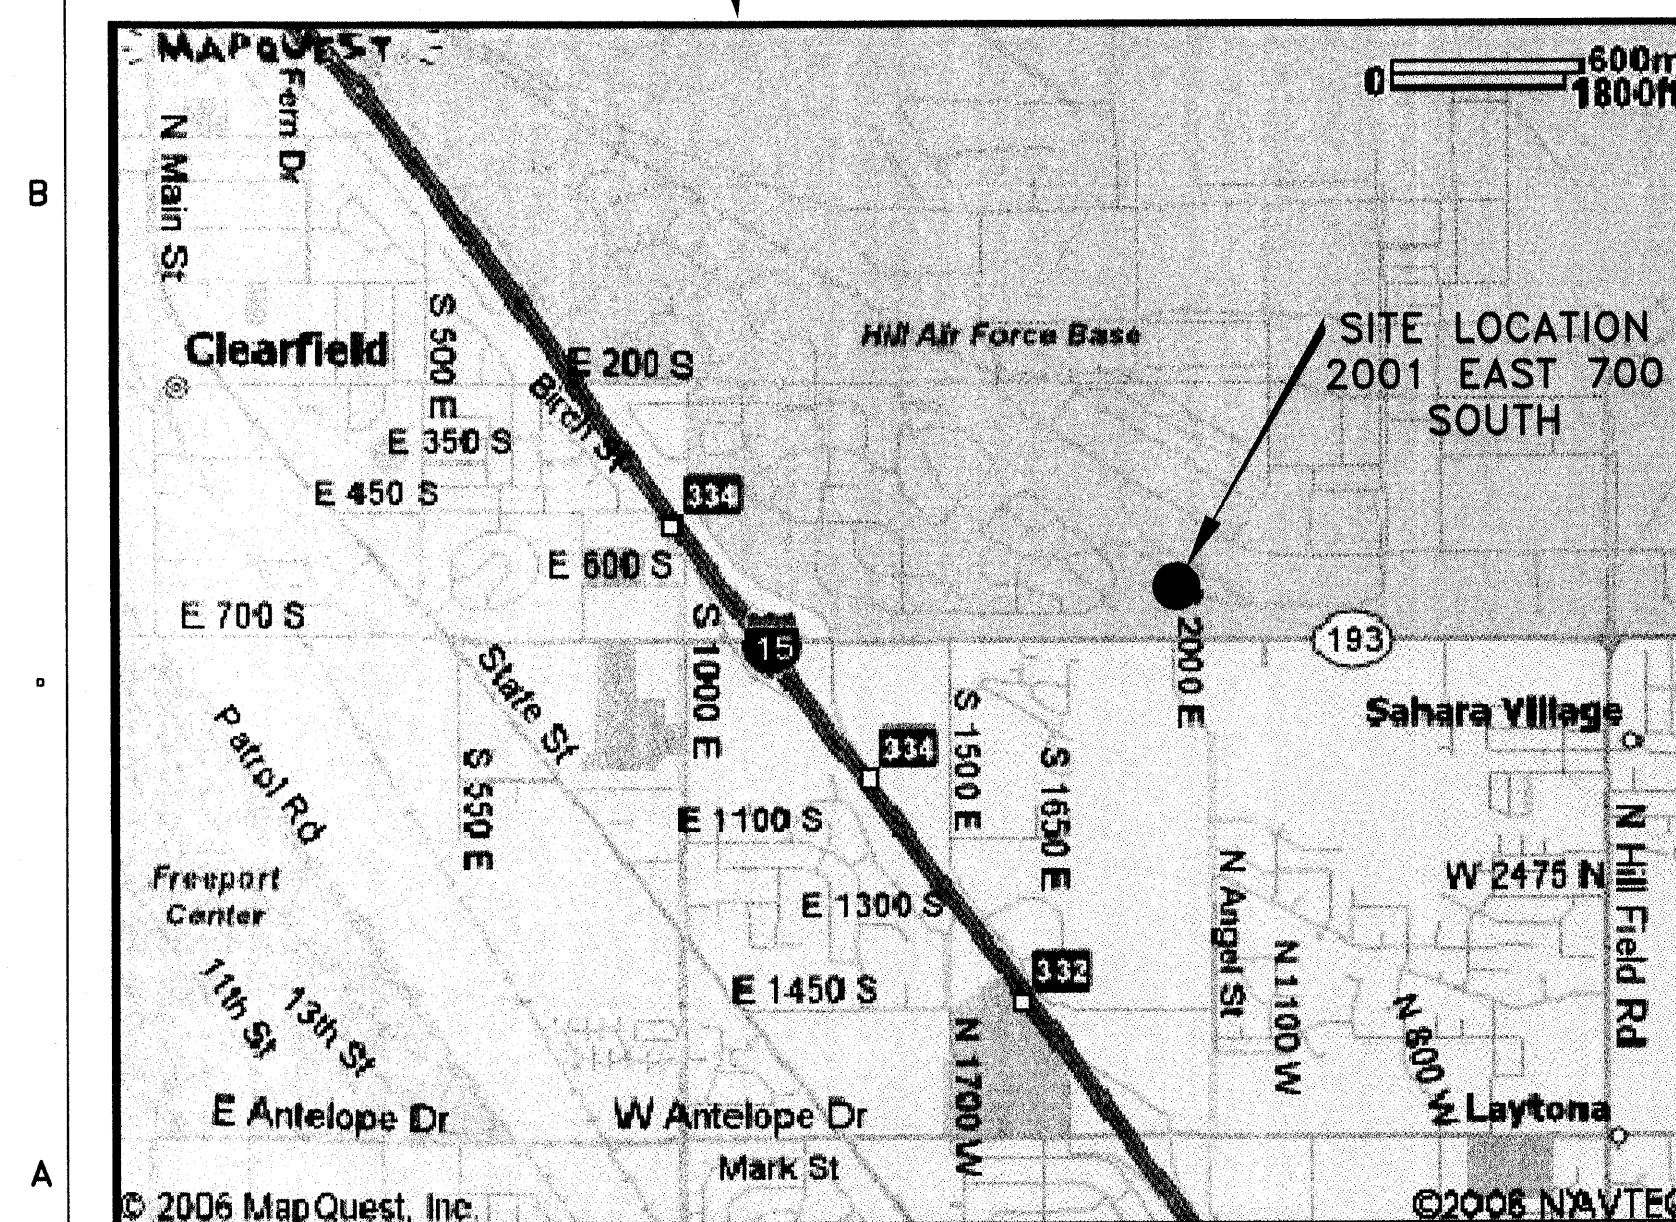 MAPQUEST
0
600m
1800ft
Fern Dr
N Main St
B
SITE LOCATION
2001 EAST 700
SOUTH
Hill Air Force Base
Clearfield
S 500 E
E 200 S
Birch St
E 350 S
E 450 S
334
E 600 S
E 700 S
S 1000 E
15
193
2000 E
State St
Patrol Rd
S 550 E
334
S 1500 E
S 1650 E
Sahara Village
E 1100 S
N Hill Field Rd
W 2475 N
Freeport
Center
E 1300 S
N Angel St
N 1100 W
332
E 1450 S
11th St
13th St
N 1700 W
N 800 W
E Antelope Dr
W Antelope Dr
Laytona
Mark St
A
© 2006 MapQuest, Inc
©2006 NAVTEQ